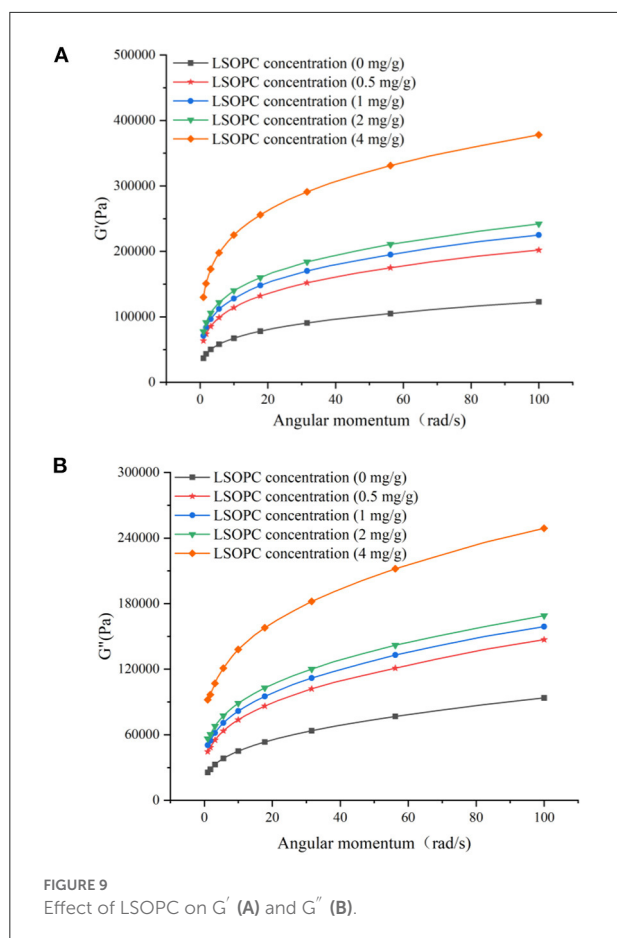 A
500000
400000
300000
200000
100000
0
G'(Pa)
LSOPC concentration (0 mg/g)
LSOPC concentration (0.5 mg/g)
LSOPC concentration (1 mg/g)
LSOPC concentration (2 mg/g)
LSOPC concentration (4 mg/g)
0 20 40 60 80 100
Angular momentum（rad/s)
B
300000
240000
180000
120000
60000
0
G"(Pa)
LSOPC concentration (0 mg/g)
LSOPC concentration (0.5 mg/g)
LSOPC concentration (1 mg/g)
LSOPC concentration (2 mg/g)
LSOPC concentration (4 mg/g)
0 20 40 60 80 100
Angular momentum（rad/s)
FIGURE 9
Effect of LSOPC on G′ (A) and G″ (B).